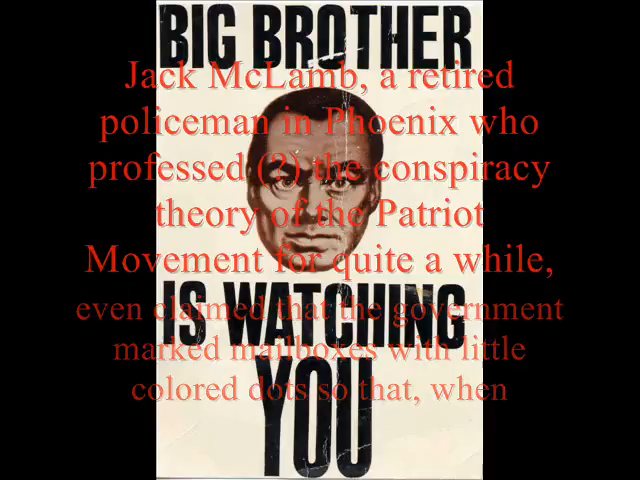 BIG BROTHER
Jack McLamb, a retired
policeman in Phoenix who
professed (?) the conspiracy
theory of the Patriot
Movement for quite a while,
even claimed that the government
IS WATCHING
marked mailboxes with little
colored dots so that, when
YOU